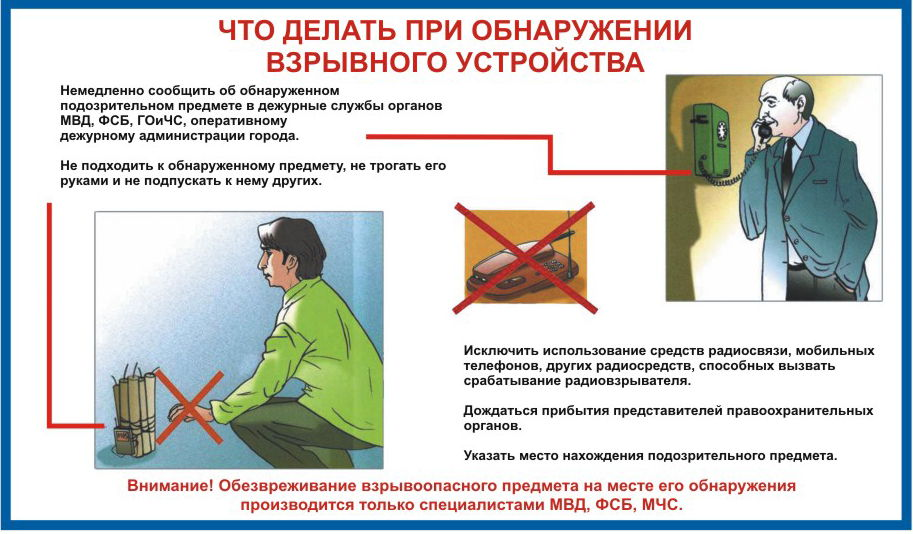 ЧТО ДЕЛАТЬ ПРИ ОБНАРУЖЕНИИ
ВЗРЫВНОГО УСТРОЙСТВА
Немедленно сообщить об обнаруженном
подозрительном предмете в дежурные службы органов
МВД, ФСБ, ГОиЧС, оперативному
дежурному администрации города.
Не подходить к обнаруженному предмету, не трогать его
руками и не подпускать к нему других.
Исключить использование средств радиосвязи, мобильных
телефонов, других радиосредств, способных вызвать
срабатывание радиовзрывателя.
Дождаться прибытия представителей правоохранительных
органов.
Указать место нахождения подозрительного предмета.
Внимание! Обезвреживание взрывоопасного предмета на месте его обнаружения
производится только специалистами МВД, ФСБ, МЧС.